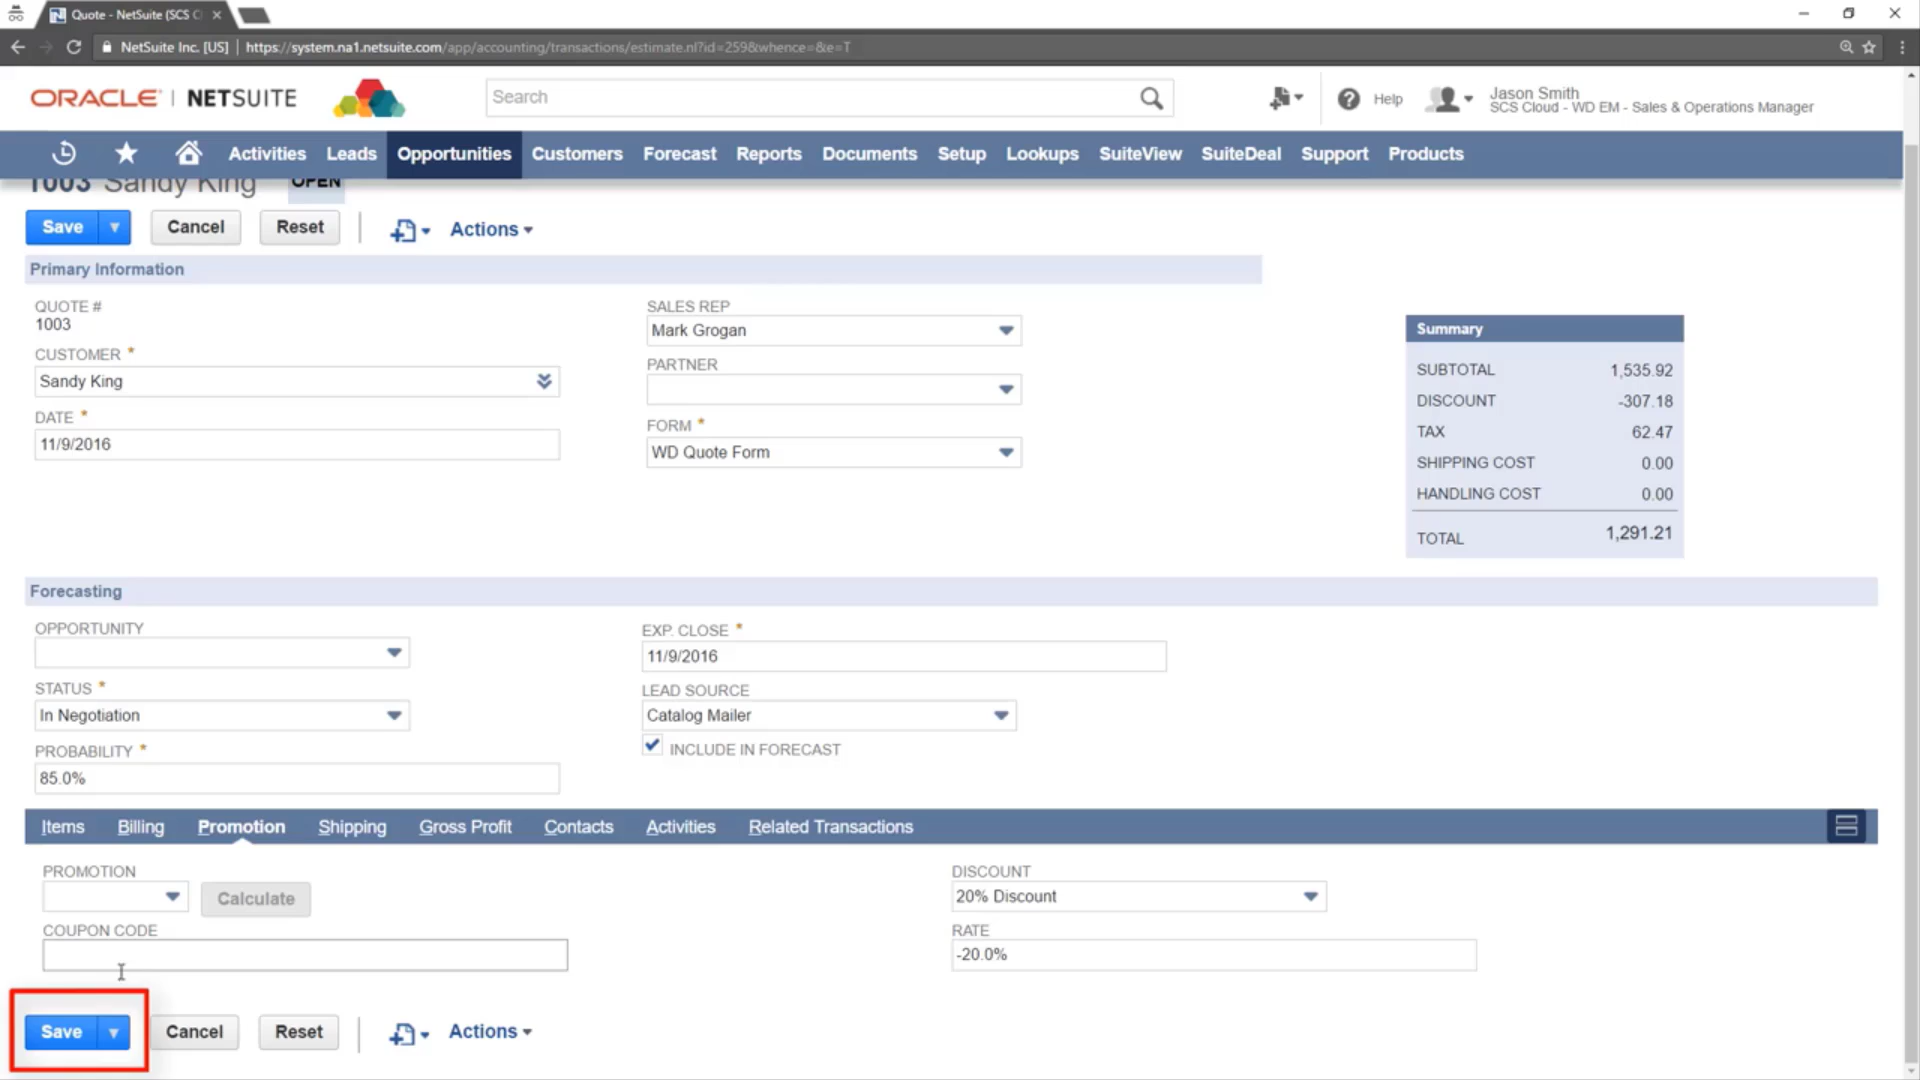 Quote - NetSuite (SCS C
NetSuite Inc. [US] | https://system.na1.netsuite.com/app/accounting/transactions/estimate.nl?id=259&whence=&e=T
ORACLE | NETSUITE
Search
Help
Jason Smith
SCS Cloud - WD EM - Sales & Operations Manager
Activities Leads Opportunities Customers Forecast Reports Documents Setup Lookups SuiteView SuiteDeal Support Products
1003 Sandy King OPEN
Save Cancel Reset Actions
Primary Information
QUOTE #
1003
CUSTOMER *
Sandy King
DATE *
11/9/2016
SALES REP
Mark Grogan
PARTNER
FORM *
WD Quote Form
Summary
SUBTOTAL 1,535.92
DISCOUNT -307.18
TAX 62.47
SHIPPING COST 0.00
HANDLING COST 0.00
TOTAL 1,291.21
Forecasting
OPPORTUNITY
STATUS *
In Negotiation
PROBABILITY *
85.0%
EXP. CLOSE *
11/9/2016
LEAD SOURCE
Catalog Mailer
INCLUDE IN FORECAST
Items Billing Promotion Shipping Gross Profit Contacts Activities Related Transactions
PROMOTION
Calculate
COUPON CODE
DISCOUNT
20% Discount
RATE
-20.0%
Save Cancel Reset Actions